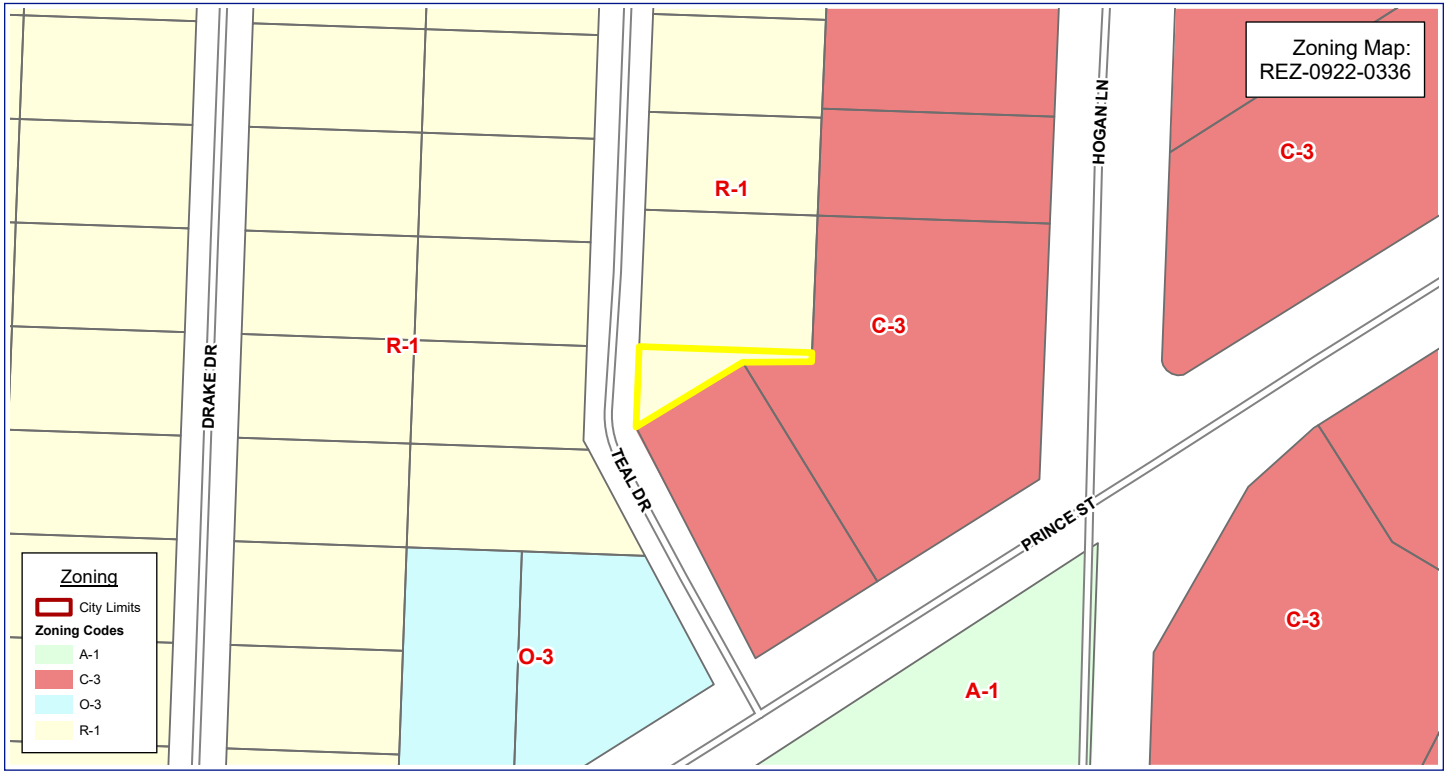 Zoning Map:
REZ-0922-0336
HOGAN LN
C-3
R-1
C-3
R-1
DRAKE DR
TEAL DR
PRINCE ST
O-3
A-1
C-3
Zoning
City Limits
Zoning Codes
A-1
C-3
O-3
R-1